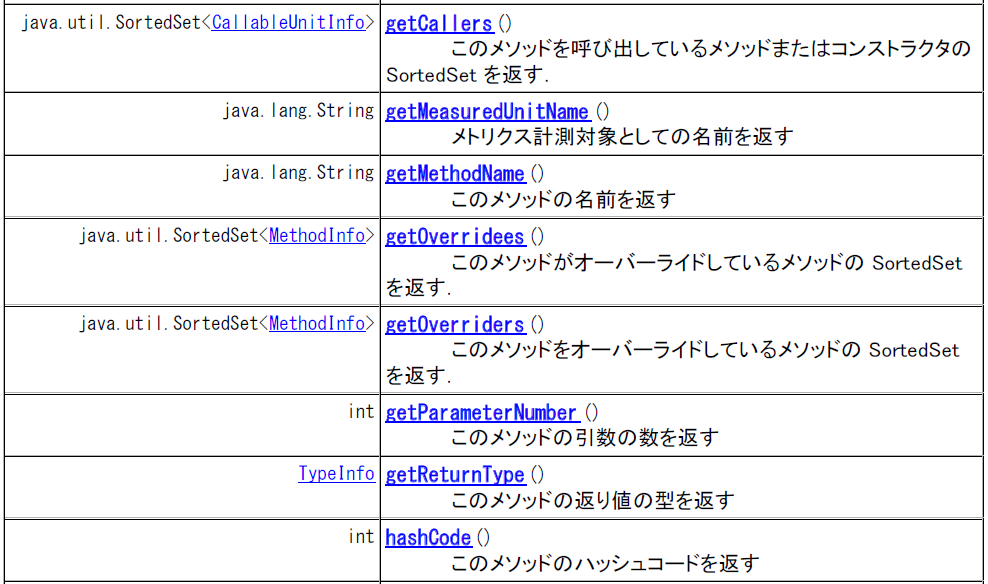 java.util.SortedSet<CallableUnitInfo> getCallers()
このメソッドを呼び出しているメソッドまたはコンストラクタの
SortedSet を返す.
java.lang.String getMeasuredUnitName()
メトリクス計測対象としての名前を返す
java.lang.String getMethodName()
このメソッドの名前を返す
java.util.SortedSet<MethodInfo> getOverridees()
このメソッドがオーバーライドしているメソッドの SortedSet
を返す.
java.util.SortedSet<MethodInfo> getOverriders()
このメソッドをオーバーライドしているメソッドの SortedSet
を返す.
int getParameterNumber()
このメソッドの引数の数を返す
TypeInfo getReturnType()
このメソッドの返り値の型を返す
int hashCode()
このメソッドのハッシュコードを返す